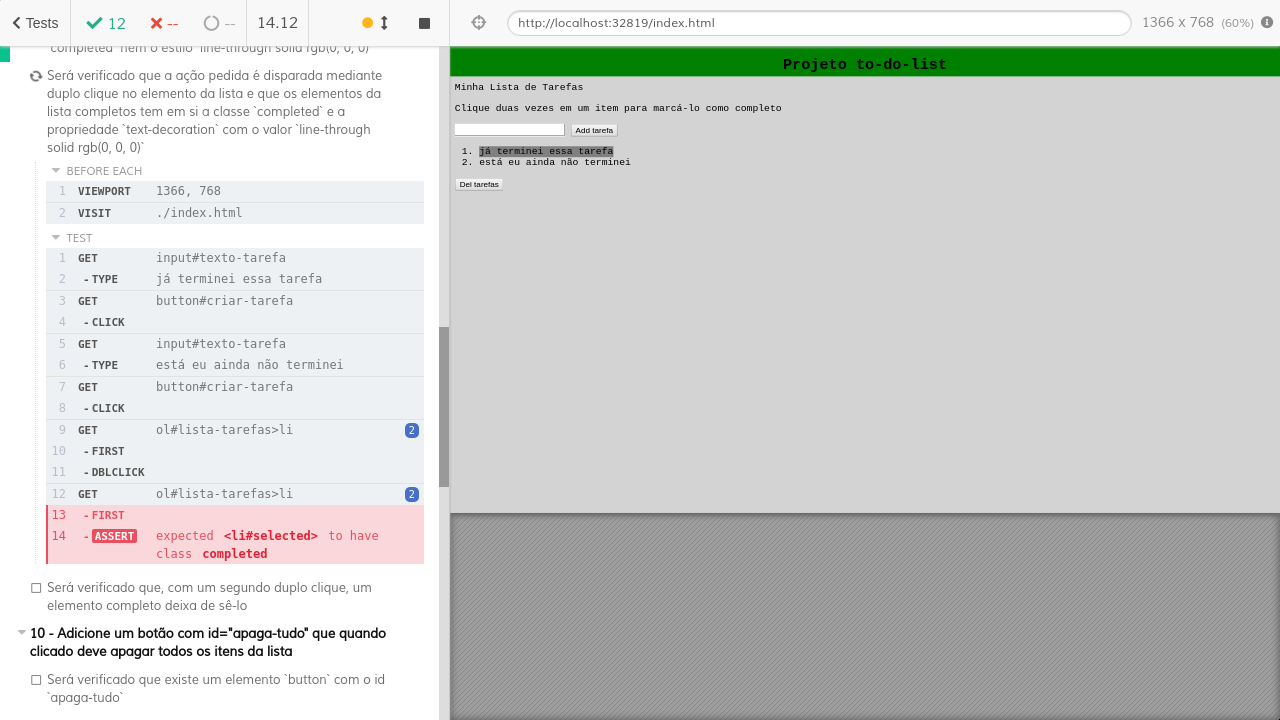 Tests
12
--
--
14.12
`completed` nem o estilo `line-through solid rgb(0, 0, 0)`
Será verificado que a ação pedida é disparada mediante
duplo clique no elemento da lista e que os elementos da
lista completos tem em si a classe `completed` e a
propriedade `text-decoration` com o valor `line-through
solid rgb(0, 0, 0)`
BEFORE EACH
1 VIEWPORT 1366, 768
2 VISIT ./index.html
TEST
1 GET input#texto-tarefa
2 -TYPE já terminei essa tarefa
3 GET button#criar-tarefa
4 -CLICK
5 GET input#texto-tarefa
6 -TYPE está eu ainda não terminei
7 GET button#criar-tarefa
8 -CLICK
9 GET ol#lista-tarefas>li 2
10 -FIRST
11 -DBLCLICK
12 GET ol#lista-tarefas>li 2
13 -FIRST
14 -ASSERT expected <li#selected> to have
class completed
Será verificado que, com um segundo duplo clique, um
elemento completo deixa de sê-lo
10 - Adicione um botão com id="apaga-tudo" que quando
clicado deve apagar todos os itens da lista
Será verificado que existe um elemento `button` com o id
`apaga-tudo`
http://localhost:32819/index.html
1366 x 768 (60%)
Projeto to-do-list
Minha Lista de Tarefas
Clique duas vezes em um item para marcá-lo como completo
Add tarefa
1. já terminei essa tarefa
2. está eu ainda não terminei
Del tarefas